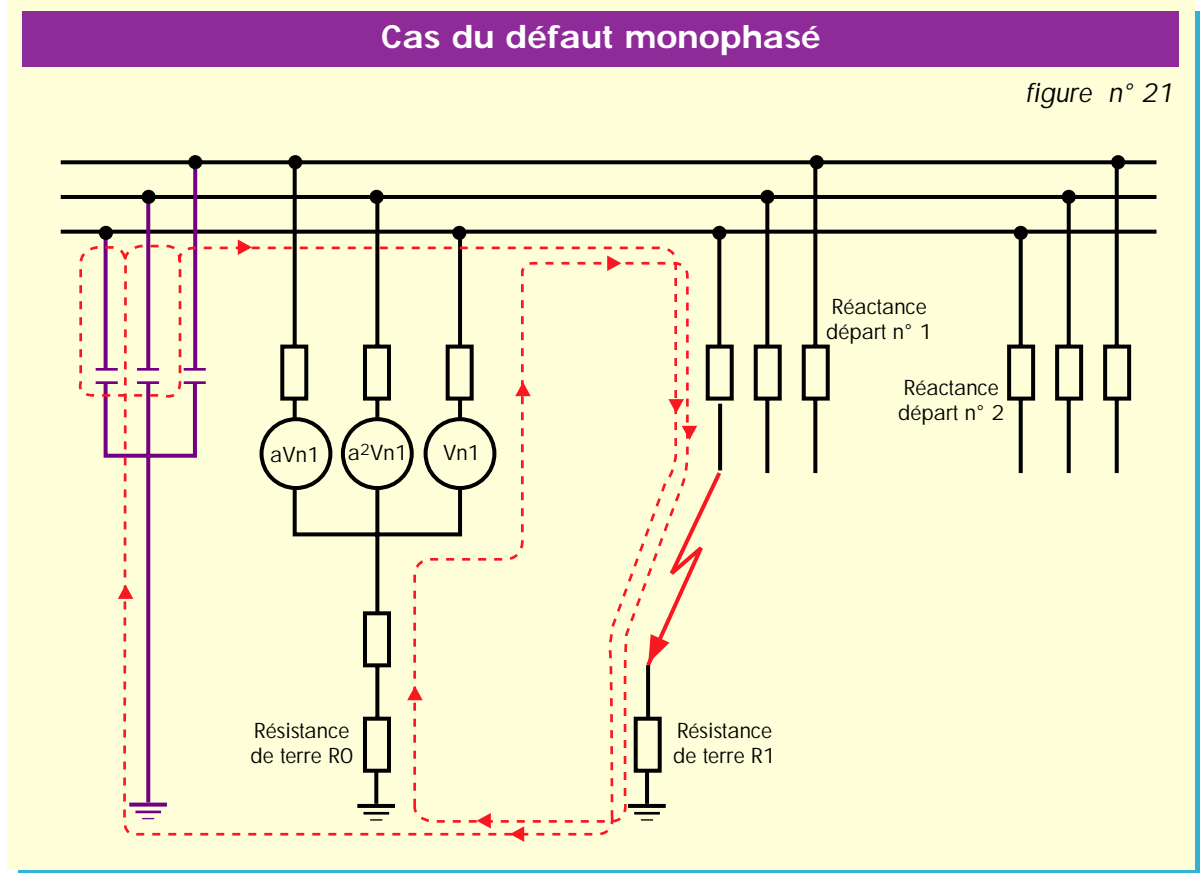 Cas du défaut monophasé
figure n° 21
Réactance
départ n° 1
Réactance
départ n° 2
aVn1
a²Vn1
Vn1
Résistance
de terre R0
Résistance
de terre R1